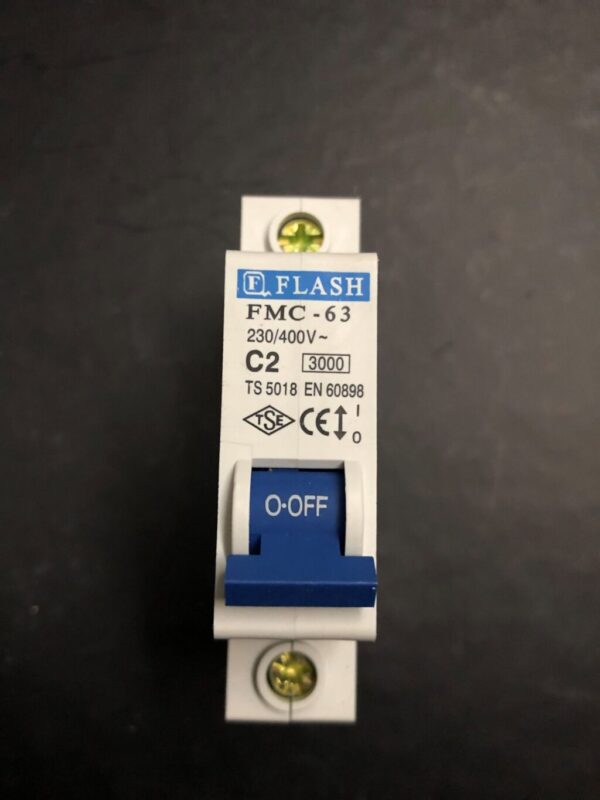 F FLASH
FMC - 63
230/400V~
C2 3000
TS 5018 EN 60898
TSE CE I
O
O·OFF